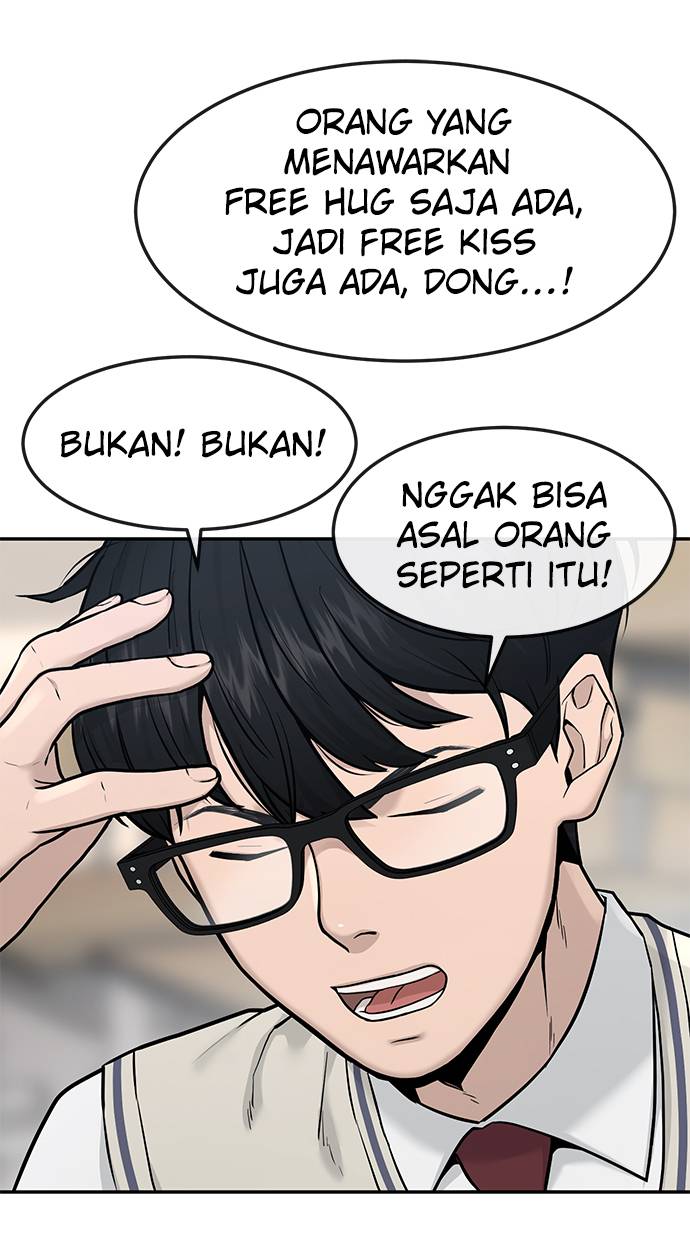 ORANG YANG
MENAWARKAN
FREE HUG SAJA ADA,
JADI FREE KISS
JUGA ADA, DONG...!
BUKAN! BUKAN!
NGGAK BISA
ASAL ORANG
SEPERTI ITU!